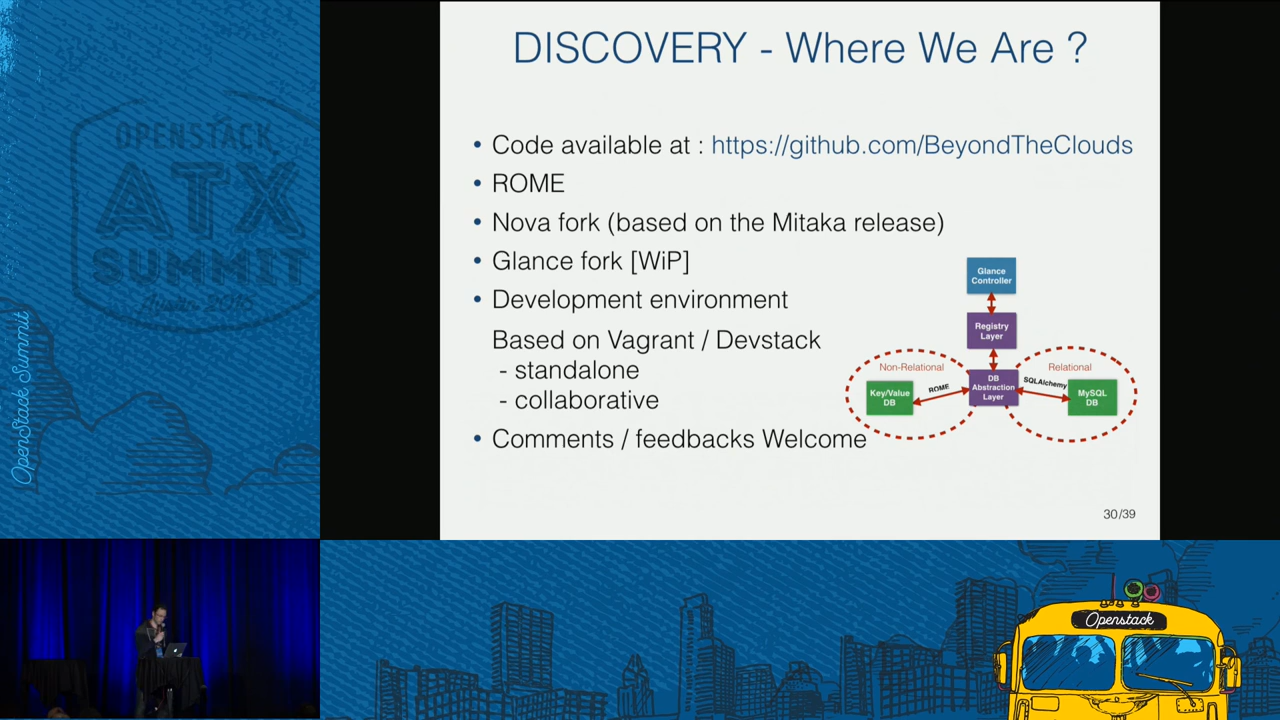 DISCOVERY - Where We Are ?
• Code available at : https://github.com/BeyondTheClouds
• ROME
• Nova fork (based on the Mitaka release)
• Glance fork [WiP]
• Development environment
Based on Vagrant / Devstack
- standalone
- collaborative
• Comments / feedbacks Welcome
Glance
Controller
Registry
Layer
Non-Relational
Relational
Key/Value
DB
ROME
DB
Abstraction
Layer
SQLAlchemy
MySQL
DB
30/39
OPENSTACK
ATX
SUMMIT
OpenStack Summit
Openstack